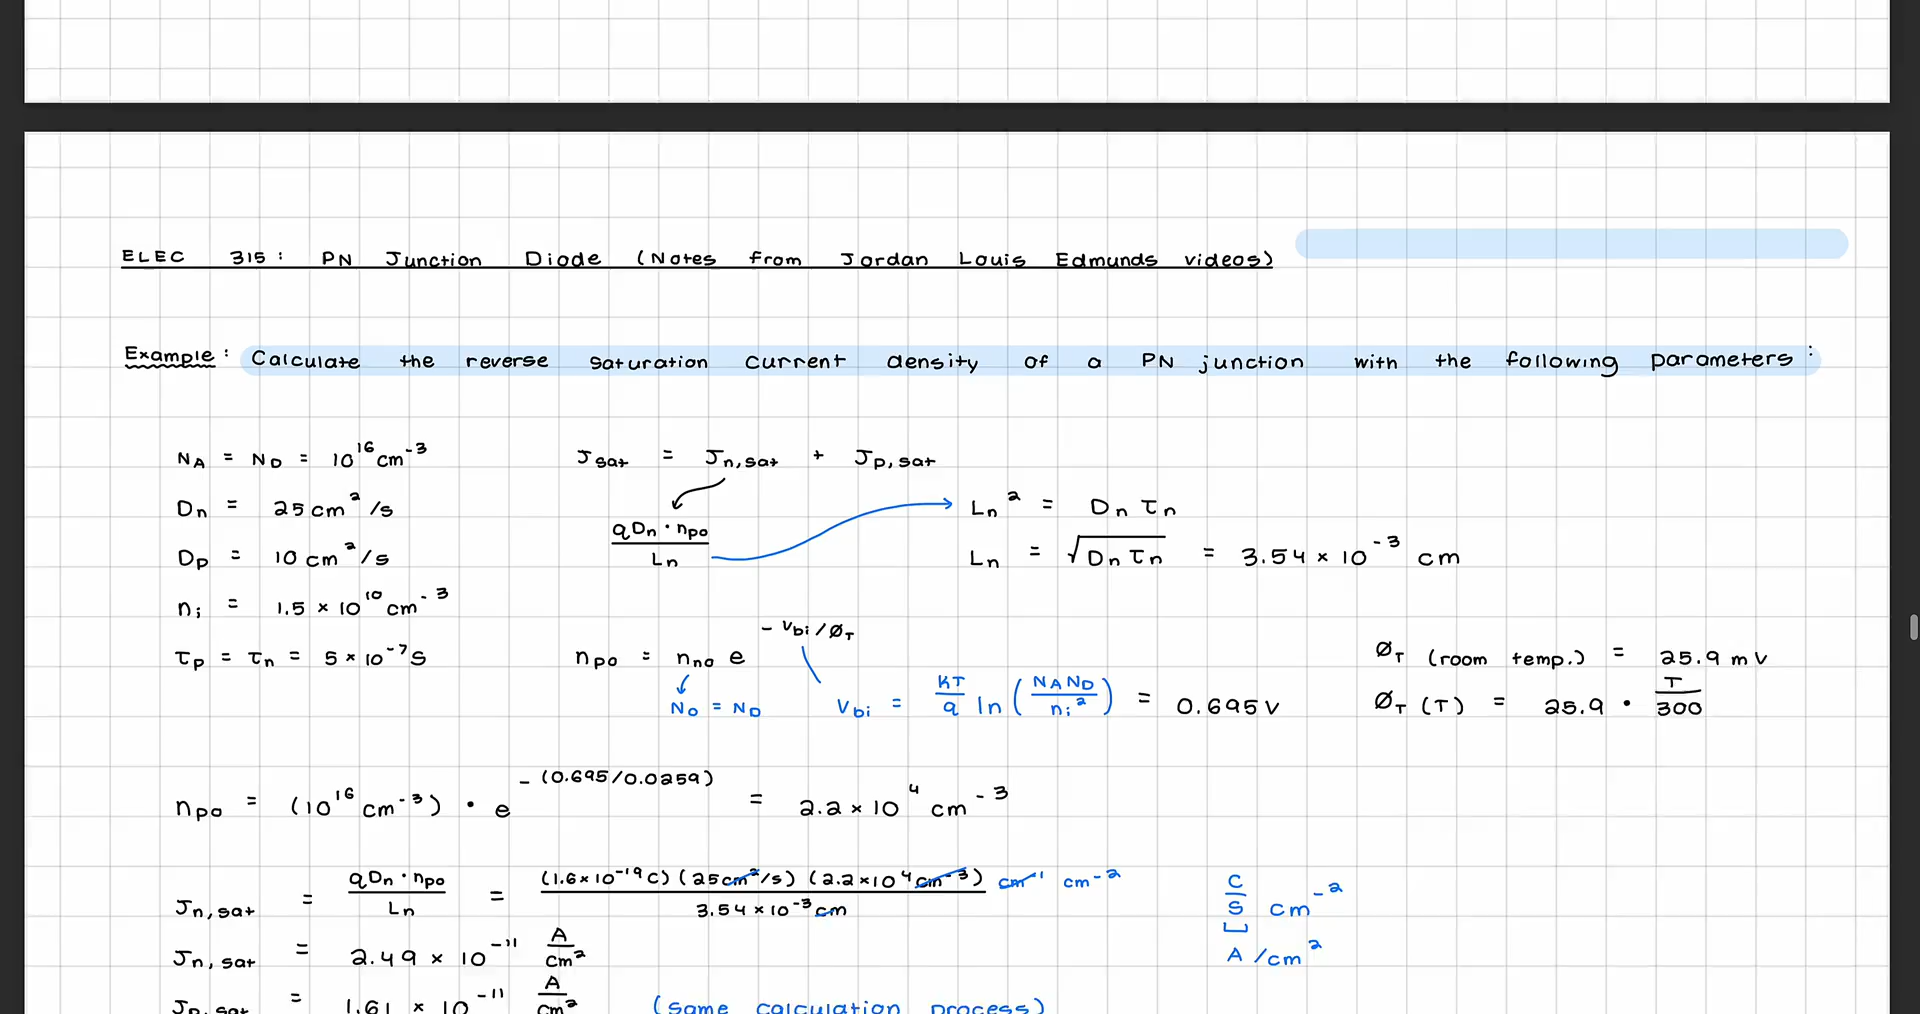 ELEC 315: PN Junction Diode (Notes from Jordan Louis Edmunds videos)
Example: Calculate the reverse saturation current density of a PN junction with the following parameters:
NA = ND = 10^16 cm^-3
Jsat = Jn,sat + Jp,sat
Dn = 25 cm^2/s
qDn · npo / Ln
Ln^2 = Dn τn
Dp = 10 cm^2/s
Ln = √(Dn τn) = 3.54 × 10^-3 cm
ni = 1.5 × 10^10 cm^-3
τp = τn = 5 × 10^-7 s
npo = nno e^(-Vbi/ØT)
ØT (room temp.) = 25.9 mV
No = ND
Vbi = KT/q ln(NAND/ni^2) = 0.695 V
ØT (T) = 25.9 · T/300
npo = (10^16 cm^-3) · e^-(0.695/0.0259) = 2.2 × 10^4 cm^-3
Jn,sat = qDn · npo / Ln = (1.6×10^-19 C) (25cm^2/s) (2.2×10^4 cm^-3) / 3.54 × 10^-3 cm cm^-1 cm^-2
C/S cm^-2
A/cm^2
Jn,sat = 2.49 × 10^-11 A/cm^2
Jp,sat = 1.61 × 10^-11 A/cm^2 (same calculation process)